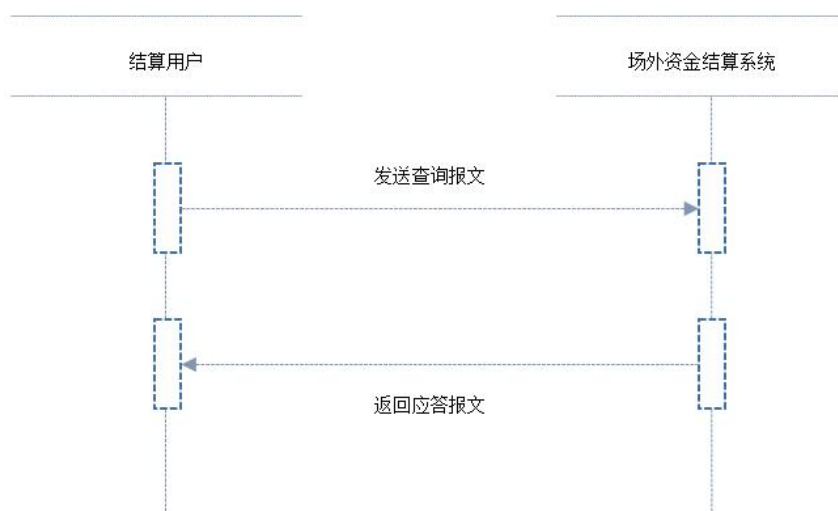 结算用户
场外资金结算系统
发送查询报文
返回应答报文